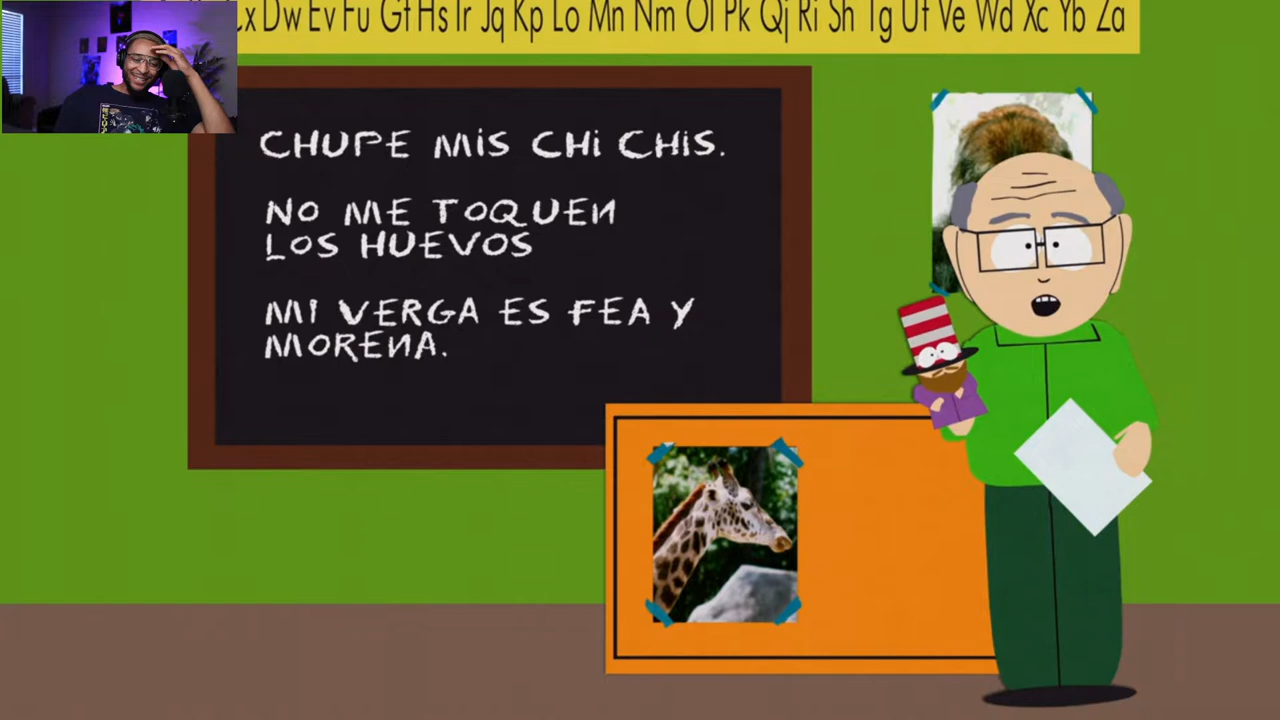 Cx Dw Ev Fu Gt Hs Ir Jq Kp Lo Mn Nm Ol Pk Qj Ri Sh Tg Uf Ve Wd Xc Yb Za
CHUPE MiS CHi CHiS.
NO ME TOQUEN
LOS HUEVOS
MI VERGA ES FEA Y
MORENA.